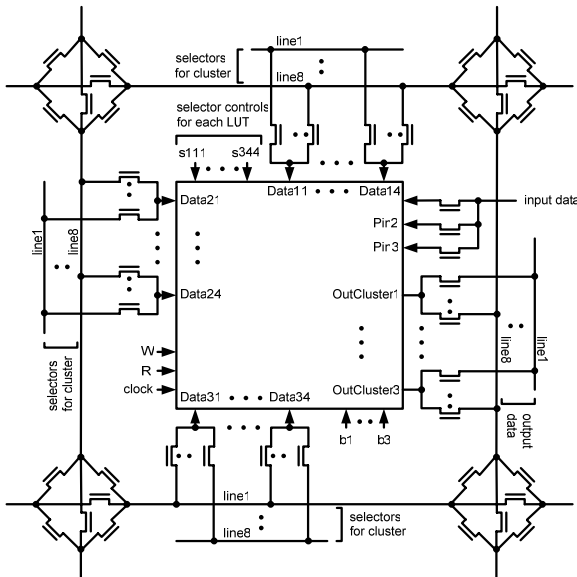 line1
selectors
for cluster
line8
selector controls
for each LUT
s111
s344
Data11
Data14
Data21
input data
Pir2
Pir3
line1
line8
Data24
OutCluster1
W
R
clock
line8
line1
selectors
for cluster
Data31
Data34
OutCluster3
output
data
b1
b3
line1
line8
selectors
for cluster